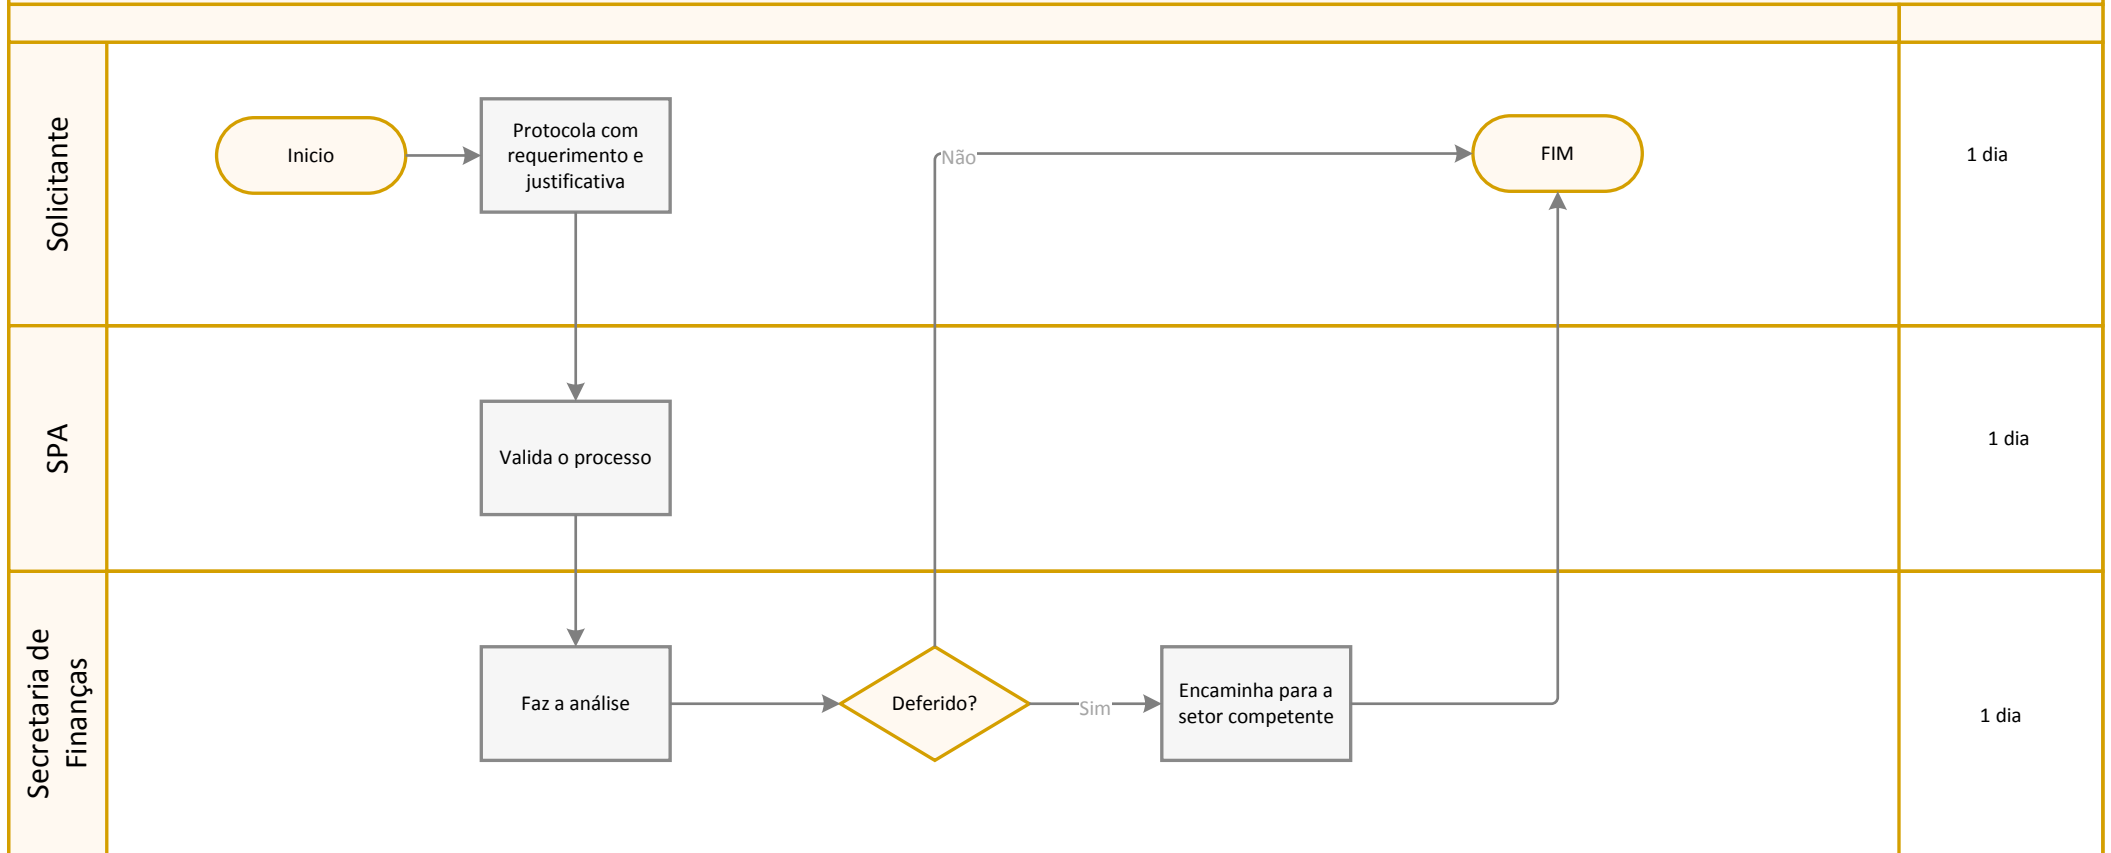 Solicitante
Inicio
Protocola com
requerimento e
justificativa
Não
FIM
1 dia
SPA
Valida o processo
1 dia
Secretaria de
Finanças
Faz a análise
Deferido?
Sim
Encaminha para a
setor competente
1 dia